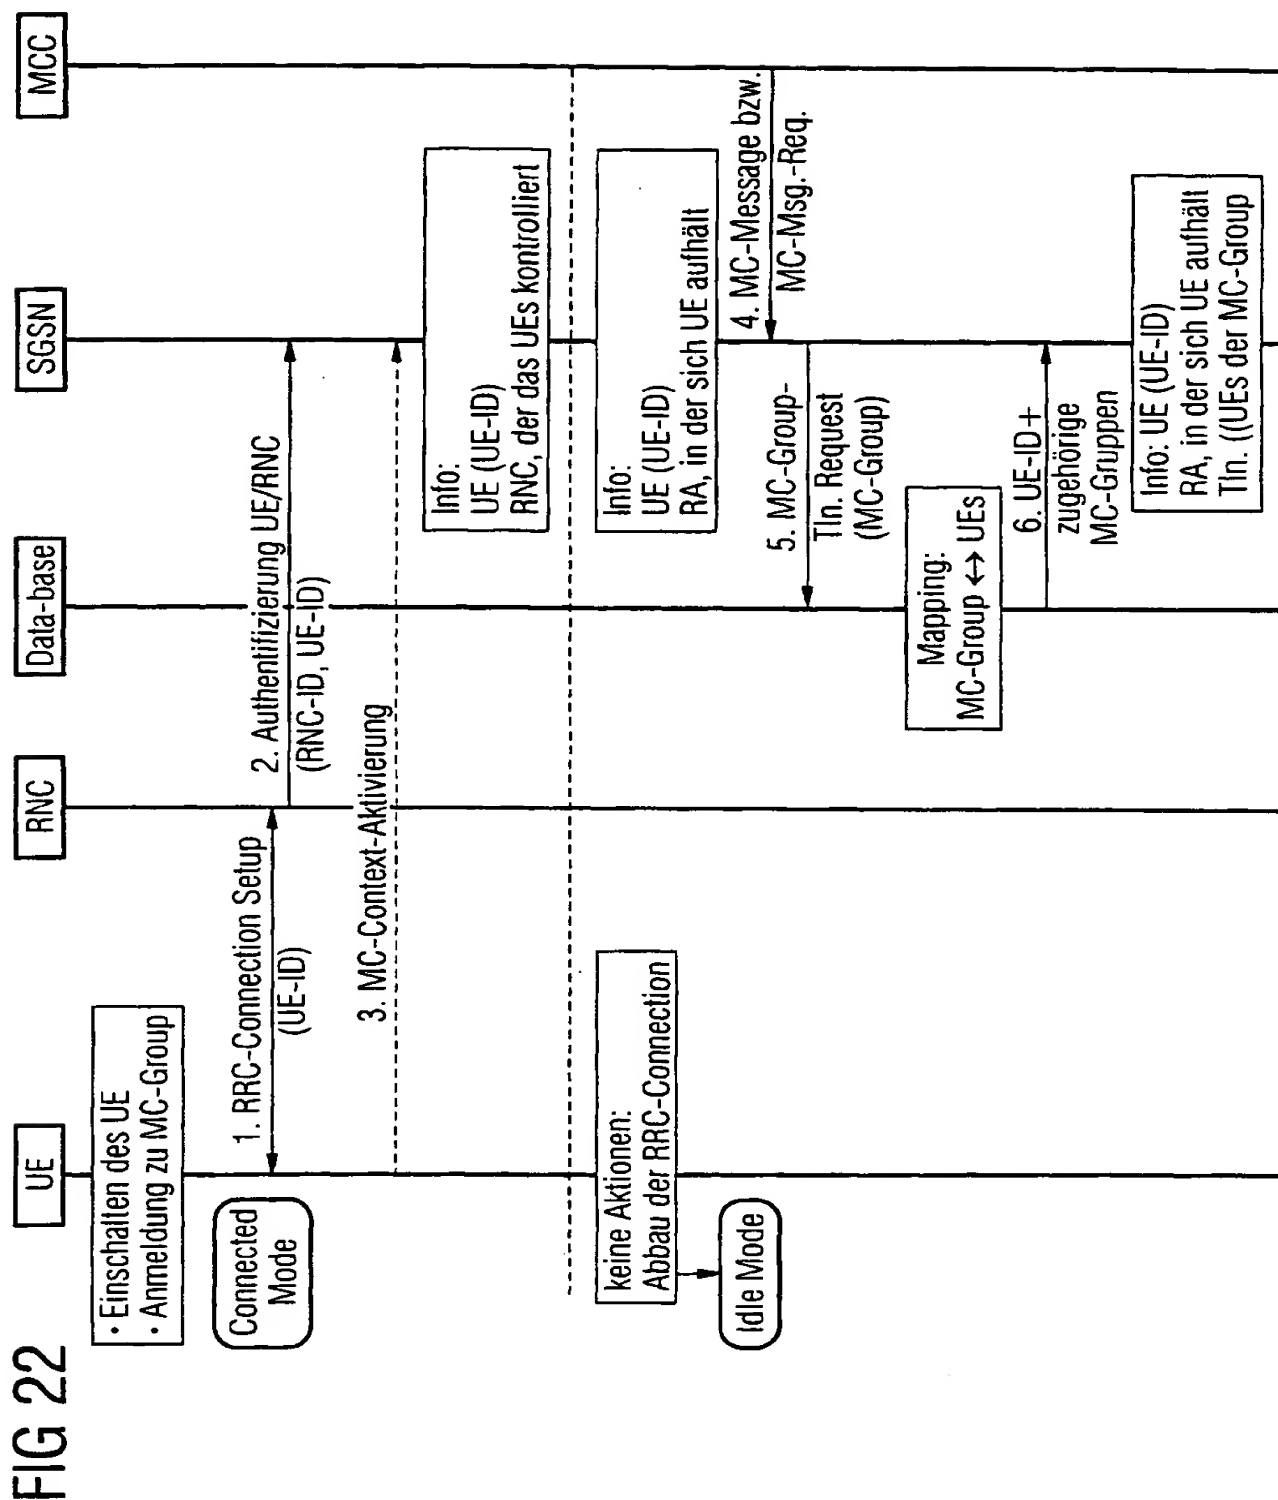 FIG 22
UE
RNC
Data-base
SGSN
MCC
• Einschalten des UE
• Anmeldung zu MC-Group
Connected
Mode
1. RRC-Connection Setup
(UE-ID)
2. Authentifizierung UE/RNC
(RNC-ID, UE-ID)
3. MC-Context-Aktivierung
Info:
UE (UE-ID)
RNC, der das UEs kontrolliert
keine Aktionen:
Abbau der RRC-Connection
Idle Mode
Info:
UE (UE-ID)
RA, in der sich UE aufhält
4. MC-Message bzw.
MC-Msg.-Req.
5. MC-Group-
Tln. Request
(MC-Group)
Mapping:
MC-Group ↔ UEs
6. UE-ID+
zugehörige
MC-Gruppen
Info: UE (UE-ID)
RA, in der sich UE aufhält
Tln. ((UEs der MC-Group